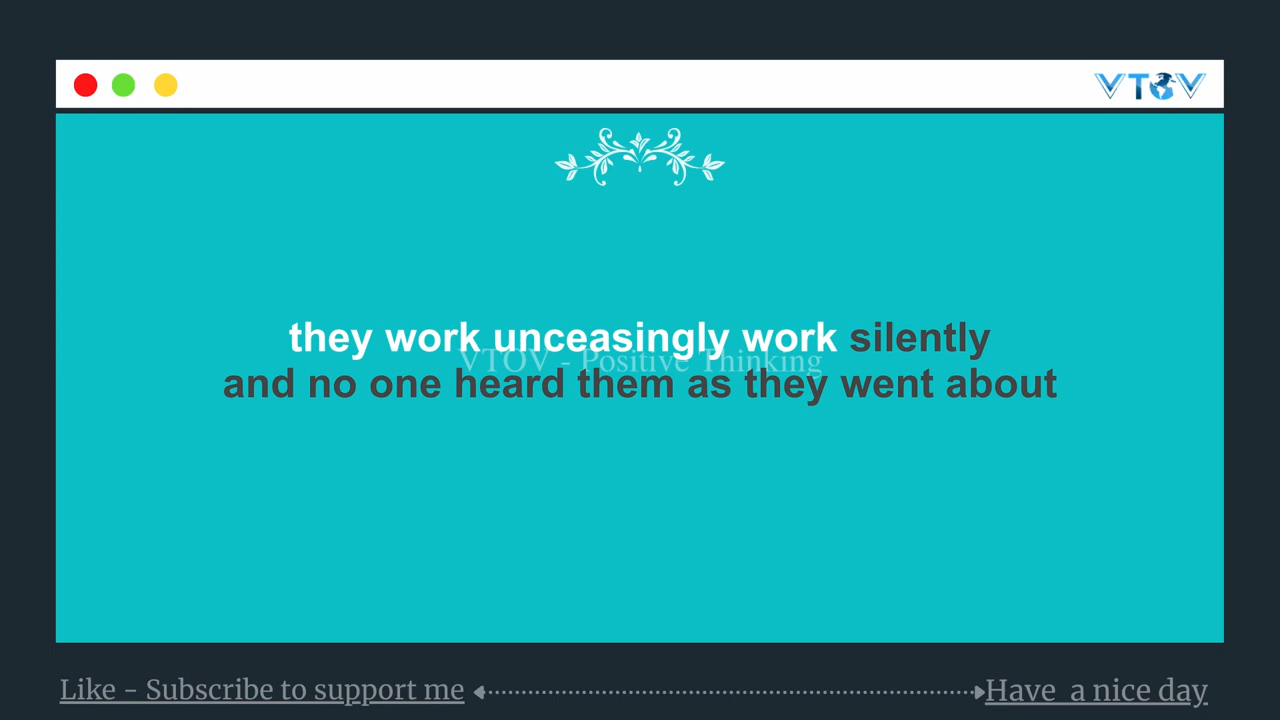 VTOV
they work unceasingly work silently
VTOV - Positive Thinking
and no one heard them as they went about
Like - Subscribe to support me
Have a nice day